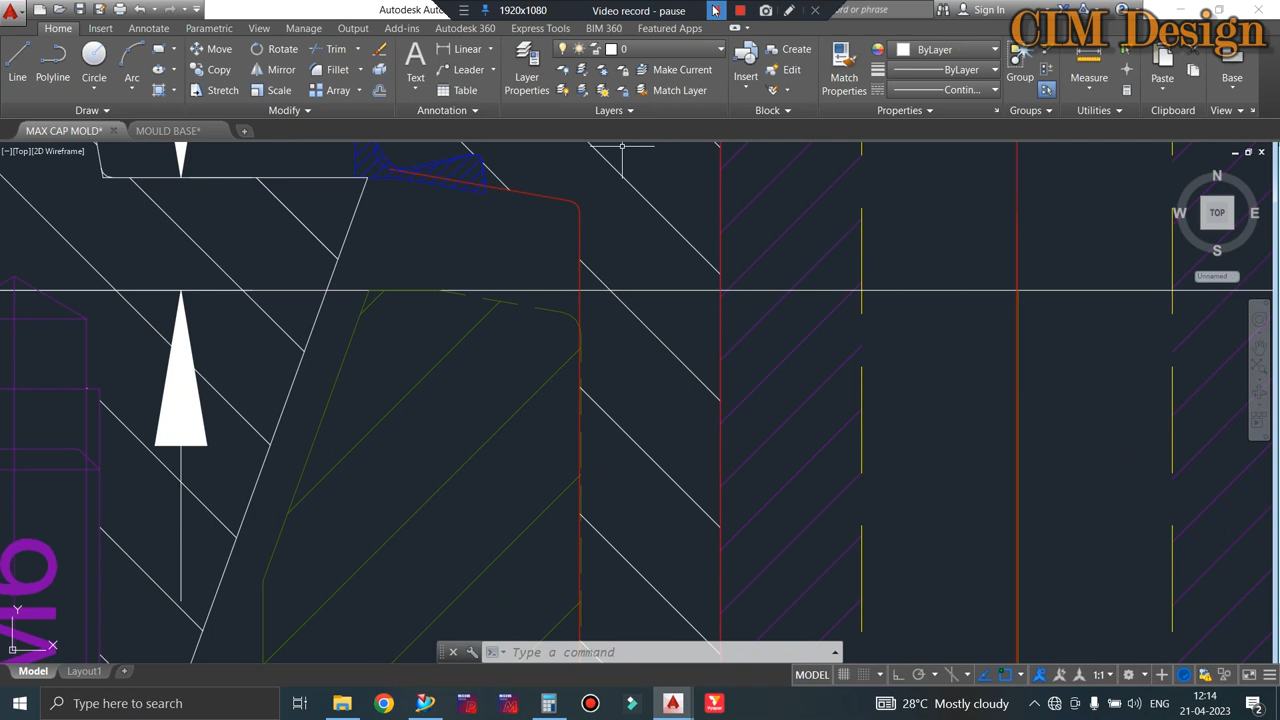 Autodesk Aut
1920x1080
Video record - pause
or phrase
Sign In
CIM Design
Home Insert Annotate Parametric View Manage Output Add-ins Autodesk 360 Express Tools BIM 360 Featured Apps
Line
Polyline
Circle
Arc
Move
Rotate
Trim
Copy
Mirror
Fillet
Stretch
Scale
Array
Text
Linear
Leader
Table
Layer
Properties
0
Make Current
Match Layer
Insert
Create
Edit
Match
Properties
ByLayer
ByLayer
Contin...
Group
Measure
Paste
Base
Draw Modify Annotation Layers Block Properties Groups Utilities Clipboard View
MAX CAP MOLD* MOULD BASE*
[−][Top][2D Wireframe]
N
W TOP E
S
Unnamed
Y
X
Type a command
Model Layout1
MODEL
1:1
Type here to search
28°C Mostly cloudy
ENG
12:14
21-04-2023
2